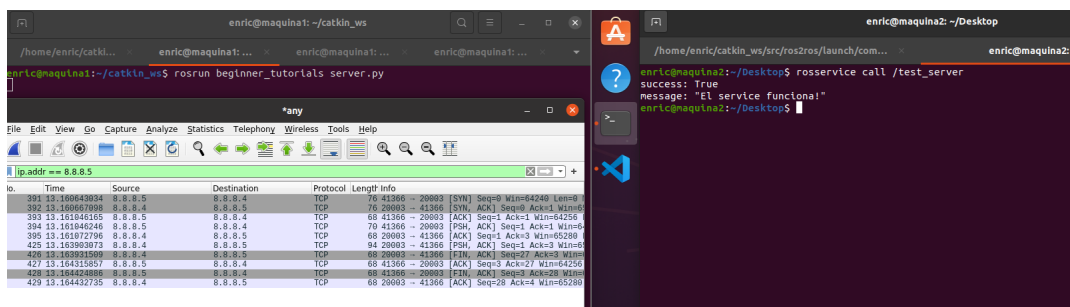 enric@maquina1: ~/catkin_ws
/home/enric/catki...
enric@maquina1: ...
enric@maquina1: ...
enric@maquina1: ...
enric@maquina1:~/catkin_ws$ rosrun beginner_tutorials server.py
*any
File Edit View Go Capture Analyze Statistics Telephony Wireless Tools Help
ip.addr == 8.8.8.5
No. Time Source Destination Protocol Length Info
391 13.160643034 8.8.8.5 8.8.8.4 TCP 76 41366 → 20003 [SYN] Seq=0 Win=64240 Len=0
392 13.160667098 8.8.8.4 8.8.8.5 TCP 76 20003 → 41366 [SYN, ACK] Seq=0 Ack=1
393 13.161046165 8.8.8.5 8.8.8.4 TCP 68 41366 → 20003 [ACK] Seq=1 Ack=1 Win=64256
394 13.161046246 8.8.8.5 8.8.8.4 TCP 70 41366 → 20003 [PSH, ACK] Seq=1 Ack=1
395 13.161072796 8.8.8.4 8.8.8.5 TCP 68 20003 → 41366 [ACK] Seq=1 Ack=3 Win=65280
425 13.163903073 8.8.8.4 8.8.8.5 TCP 94 20003 → 41366 [PSH, ACK] Seq=1 Ack=3
426 13.163931509 8.8.8.4 8.8.8.5 TCP 68 20003 → 41366 [FIN, ACK] Seq=27 Ack=3
427 13.164315857 8.8.8.5 8.8.8.4 TCP 68 41366 → 20003 [ACK] Seq=3 Ack=27 Win=64256
428 13.164424886 8.8.8.5 8.8.8.4 TCP 68 41366 → 20003 [FIN, ACK] Seq=3 Ack=28
429 13.164432735 8.8.8.4 8.8.8.5 TCP 68 20003 → 41366 [ACK] Seq=28 Ack=4 Win=65280
enric@maquina2: ~/Desktop
/home/enric/catkin_ws/src/ros2ros/launch/com...
enric@maquina2:
enric@maquina2:~/Desktop$ rosservice call /test_server
success: True
message: "El service funciona!"
enric@maquina2:~/Desktop$